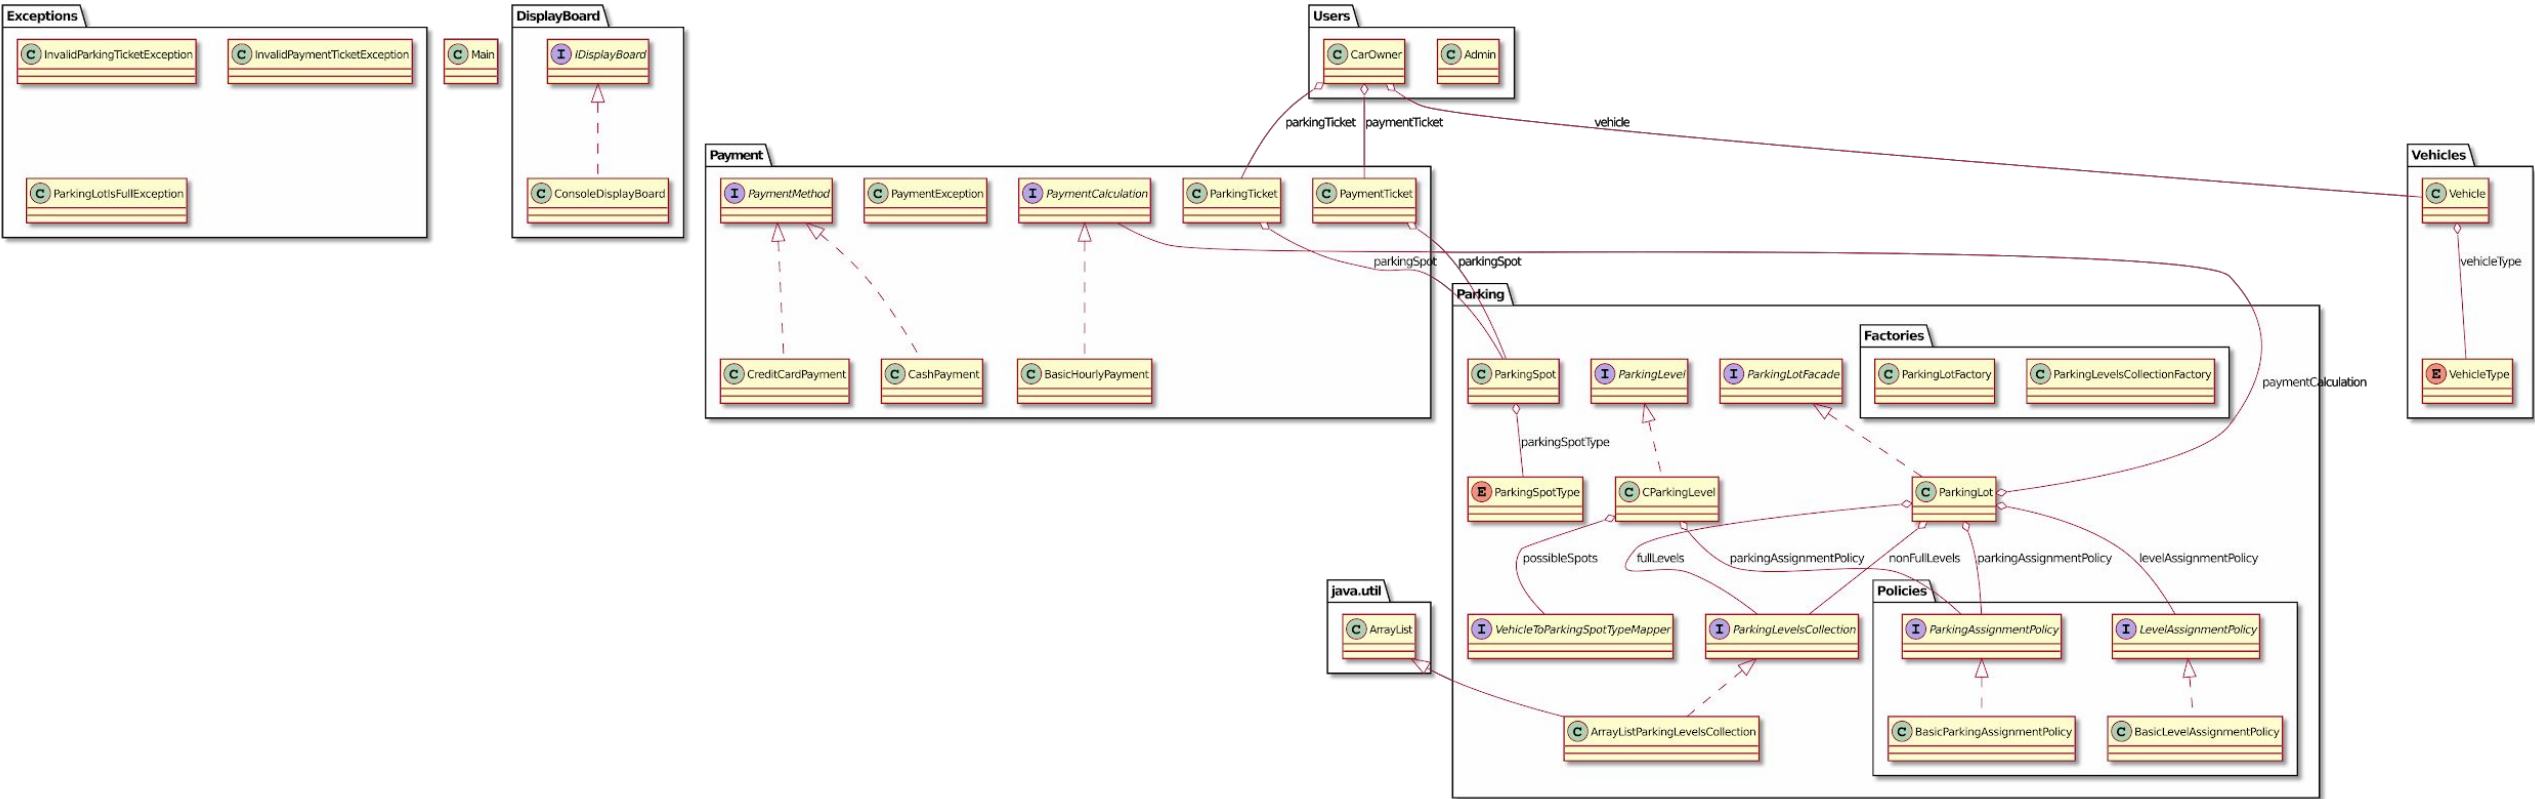 Exceptions
C InvalidParkingTicketException
C InvalidPaymentTicketException
C ParkingLotIsFullException
C Main
DisplayBoard
I IDisplayBoard
C ConsoleDisplayBoard
Users
C CarOwner
C Admin
parkingTicket
paymentTicket
vehicle
Payment
I PaymentMethod
C PaymentException
I PaymentCalculation
C ParkingTicket
C PaymentTicket
C CreditCardPayment
C CashPayment
C BasicHourlyPayment
parkingSpot
parkingSpot
Vehicles
C Vehicle
vehicleType
E VehicleType
Parking
C ParkingSpot
I ParkingLevel
I ParkingLotFacade
Factories
C ParkingLotFactory
C ParkingLevelsCollectionFactory
paymentCalculation
parkingSpotType
E ParkingSpotType
C CParkingLevel
C ParkingLot
possibleSpots
fullLevels
parkingAssignmentPolicy
nonFullLevels
parkingAssignmentPolicy
levelAssignmentPolicy
java.util
C ArrayList
I VehicleToParkingSpotTypeMapper
I ParkingLevelsCollection
Policies
I ParkingAssignmentPolicy
I LevelAssignmentPolicy
C ArrayListParkingLevelsCollection
C BasicParkingAssignmentPolicy
C BasicLevelAssignmentPolicy